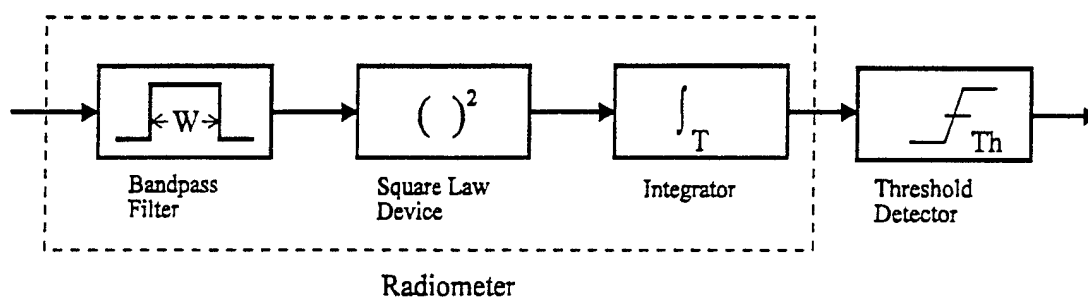 W
( )²
∫T
Th
Bandpass
Filter
Square Law
Device
Integrator
Threshold
Detector
Radiometer